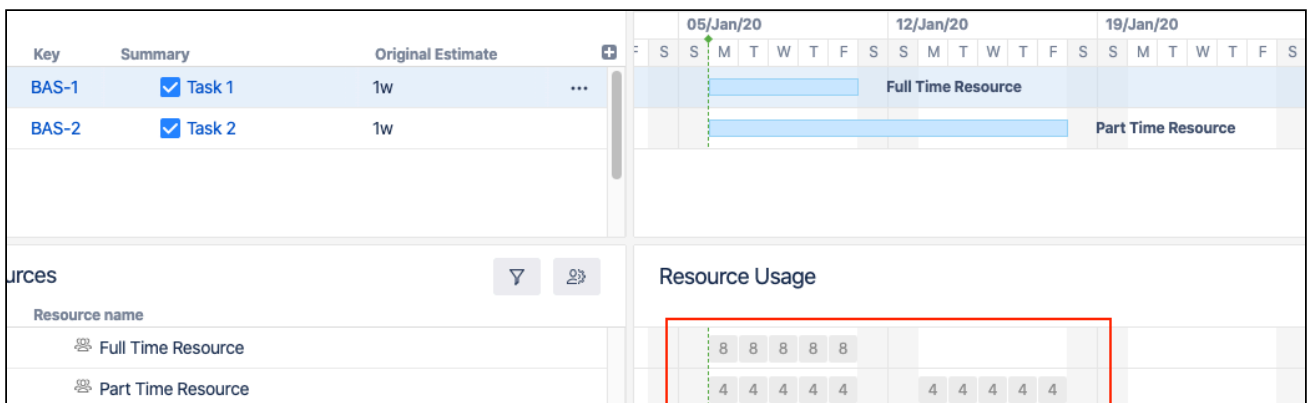 05/Jan/20 12/Jan/20 19/Jan/20
Key Summary Original Estimate
F S S M T W T F S S M T W T F S S M T W T F S
BAS-1 Task 1 1w ... Full Time Resource
BAS-2 Task 2 1w Part Time Resource
urces Resource Usage
Resource name
Full Time Resource 8 8 8 8 8
Part Time Resource 4 4 4 4 4 4 4 4 4 4